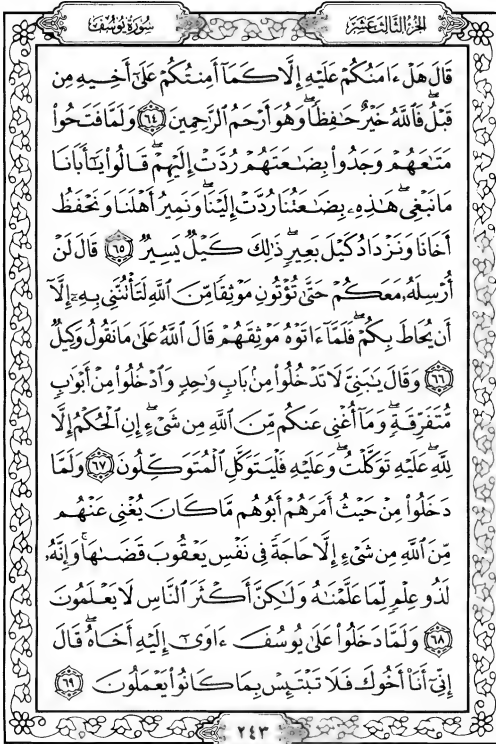 الجزء الثالث عشر
سورة يوسف
قَالَ هَلْ ءَامَنُكُمْ عَلَيْهِ إِلَّا كَمَآ أَمِنتُكُمْ عَلَىٰٓ أَخِيهِ مِن
قَبْلُ ۖ فَٱللَّهُ خَيْرٌ حَـٰفِظًا ۖ وَهُوَ أَرْحَمُ ٱلرَّٰحِمِينَ ٦٤ وَلَمَّا فَتَحُوا۟
مَتَـٰعَهُمْ وَجَدُوا۟ بِضَـٰعَتَهُمْ رُدَّتْ إِلَيْهِمْ ۖ قَالُوا۟ يَـٰٓأَبَانَا
مَا نَبْغِى ۖ هَـٰذِهِۦ بِضَـٰعَتُنَا رُدَّتْ إِلَيْنَا ۖ وَنَمِيرُ أَهْلَنَا وَنَحْفَظُ
أَخَانَا وَنَزْدَادُ كَيْلَ بَعِيرٍ ۖ ذَٰلِكَ كَيْلٌ يَسِيرٌ ٦٥ قَالَ لَنْ
أُرْسِلَهُۥ مَعَكُمْ حَتَّىٰ تُؤْتُونِ مَوْثِقًا مِّنَ ٱللَّهِ لَتَأْتُنَّنِى بِهِۦٓ إِلَّآ
أَن يُحَاطَ بِكُمْ ۖ فَلَمَّآ ءَاتَوْهُ مَوْثِقَهُمْ قَالَ ٱللَّهُ عَلَىٰ مَا نَقُولُ وَكِيلٌ
٦٦ وَقَالَ يَـٰبَنِىَّ لَا تَدْخُلُوا۟ مِنۢ بَابٍ وَٰحِدٍ وَٱدْخُلُوا۟ مِنْ أَبْوَٰبٍ
مُّتَفَرِّقَةٍ ۖ وَمَآ أُغْنِى عَنكُم مِّنَ ٱللَّهِ مِن شَىْءٍ ۖ إِنِ ٱلْحُكْمُ إِلَّا
لِلَّهِ ۖ عَلَيْهِ تَوَكَّلْتُ ۖ وَعَلَيْهِ فَلْيَتَوَكَّلِ ٱلْمُتَوَكِّلُونَ ٦٧ وَلَمَّا
دَخَلُوا۟ مِنْ حَيْثُ أَمَرَهُمْ أَبُوهُم مَّا كَانَ يُغْنِى عَنْهُم
مِّنَ ٱللَّهِ مِن شَىْءٍ إِلَّا حَاجَةً فِى نَفْسِ يَعْقُوبَ قَضَىٰهَا ۚ وَإِنَّهُۥ
لَذُو عِلْمٍ لِّمَا عَلَّمْنَـٰهُ وَلَـٰكِنَّ أَكْثَرَ ٱلنَّاسِ لَا يَعْلَمُونَ
٦٨ وَلَمَّا دَخَلُوا۟ عَلَىٰ يُوسُفَ ءَاوَىٰٓ إِلَيْهِ أَخَاهُ ۖ قَالَ
إِنِّىٓ أَنَا۠ أَخُوكَ فَلَا تَبْتَئِسْ بِمَا كَانُوا۟ يَعْمَلُونَ ٦٩
٢٤٣